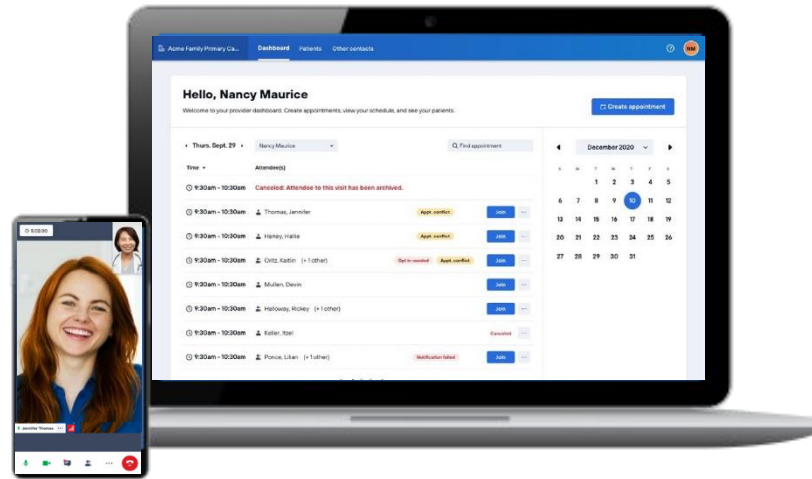 Acme Family Primary Ca... Dashboard Patients Other contacts ? NM
Hello, Nancy Maurice
Welcome to your provider dashboard. Create appointments, view your schedule, and see your patients.
Create appointment
Thurs. Sept. 29 Nancy Maurice Find appointment
Time Attendee(s)
9:30am - 10:30am Canceled: Attendee to this visit has been archived.
9:30am - 10:30am Thomas, Jennifer Appt. conflict Join ...
9:30am - 10:30am Haney, Hallie Appt. conflict Join ...
9:30am - 10:30am Oritz, Kaitlin (+ 1 other) Opt in needed Appt. conflict Join ...
9:30am - 10:30am Mullen, Devin Join ...
9:30am - 10:30am Halloway, Rickey (+ 1 other) Join ...
9:30am - 10:30am Keller, Itzel Canceled ...
9:30am - 10:30am Ponce, Lilian (+ 1 other) Notification failed Join ...
December 2020
S M T W T F S
1 2 3 4 5
6 7 8 9 10 11 12
13 14 15 16 17 18 19
20 21 22 23 24 25 26
27 28 29 30 31
Jennifer Thomas ...